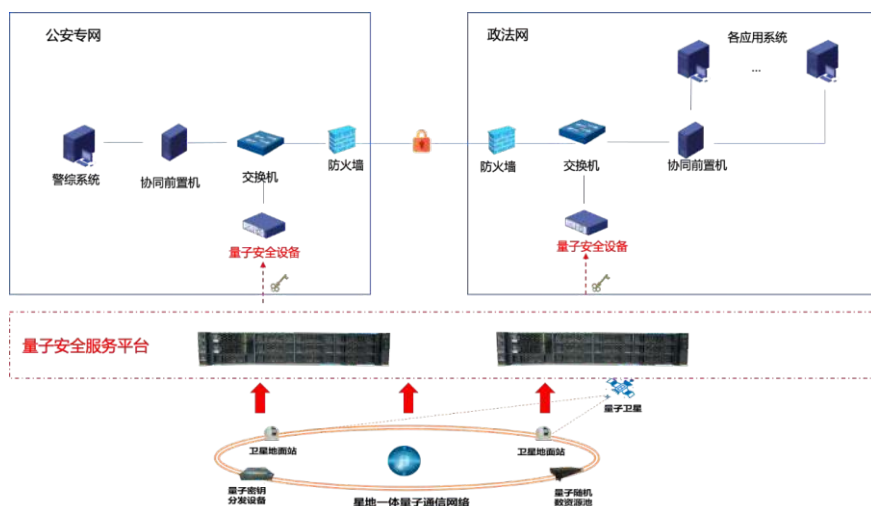 公安专网
政法网
各应用系统
...
警综系统
协同前置机
交换机
防火墙
防火墙
交换机
协同前置机
量子安全设备
量子安全设备
量子安全服务平台
量子卫星
卫星地面站
卫星地面站
量子密钥
分发设备
星地一体量子通信网络
量子随机
数资源池